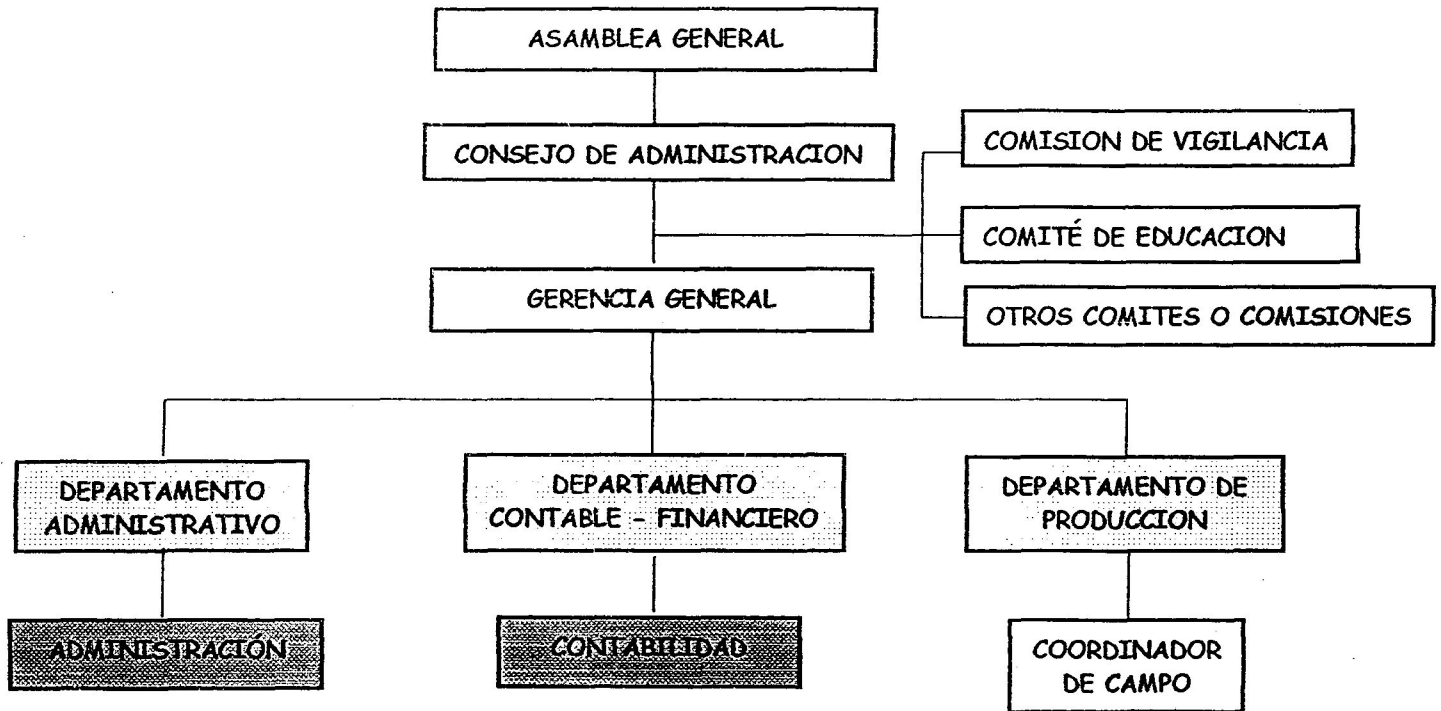 ASAMBLEA GENERAL
CONSEJO DE ADMINISTRACION
COMISION DE VIGILANCIA
COMITÉ DE EDUCACION
GERENCIA GENERAL
OTROS COMITES O COMISIONES
DEPARTAMENTO
ADMINISTRATIVO
DEPARTAMENTO
CONTABLE - FINANCIERO
DEPARTAMENTO DE
PRODUCCION
ADMINISTRACIÓN
CONTABILIDAD
COORDINADOR
DE CAMPO